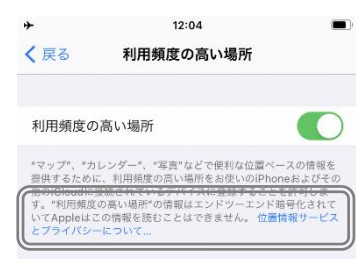 12:04
戻る
利用頻度の高い場所
利用頻度の高い場所
"マップ"、"カレンダー"、"写真"などで便利な位置ベースの情報を
提供するために、利用頻度の高い場所をお使いのiPhoneおよびその
他のiCloudに接続されているデバイスに登録することを許可しま
す。"利用頻度の高い場所"の情報はエンドツーエンド暗号化されて
いてAppleはこの情報を読むことはできません。 位置情報サービス
とプライバシーについて...